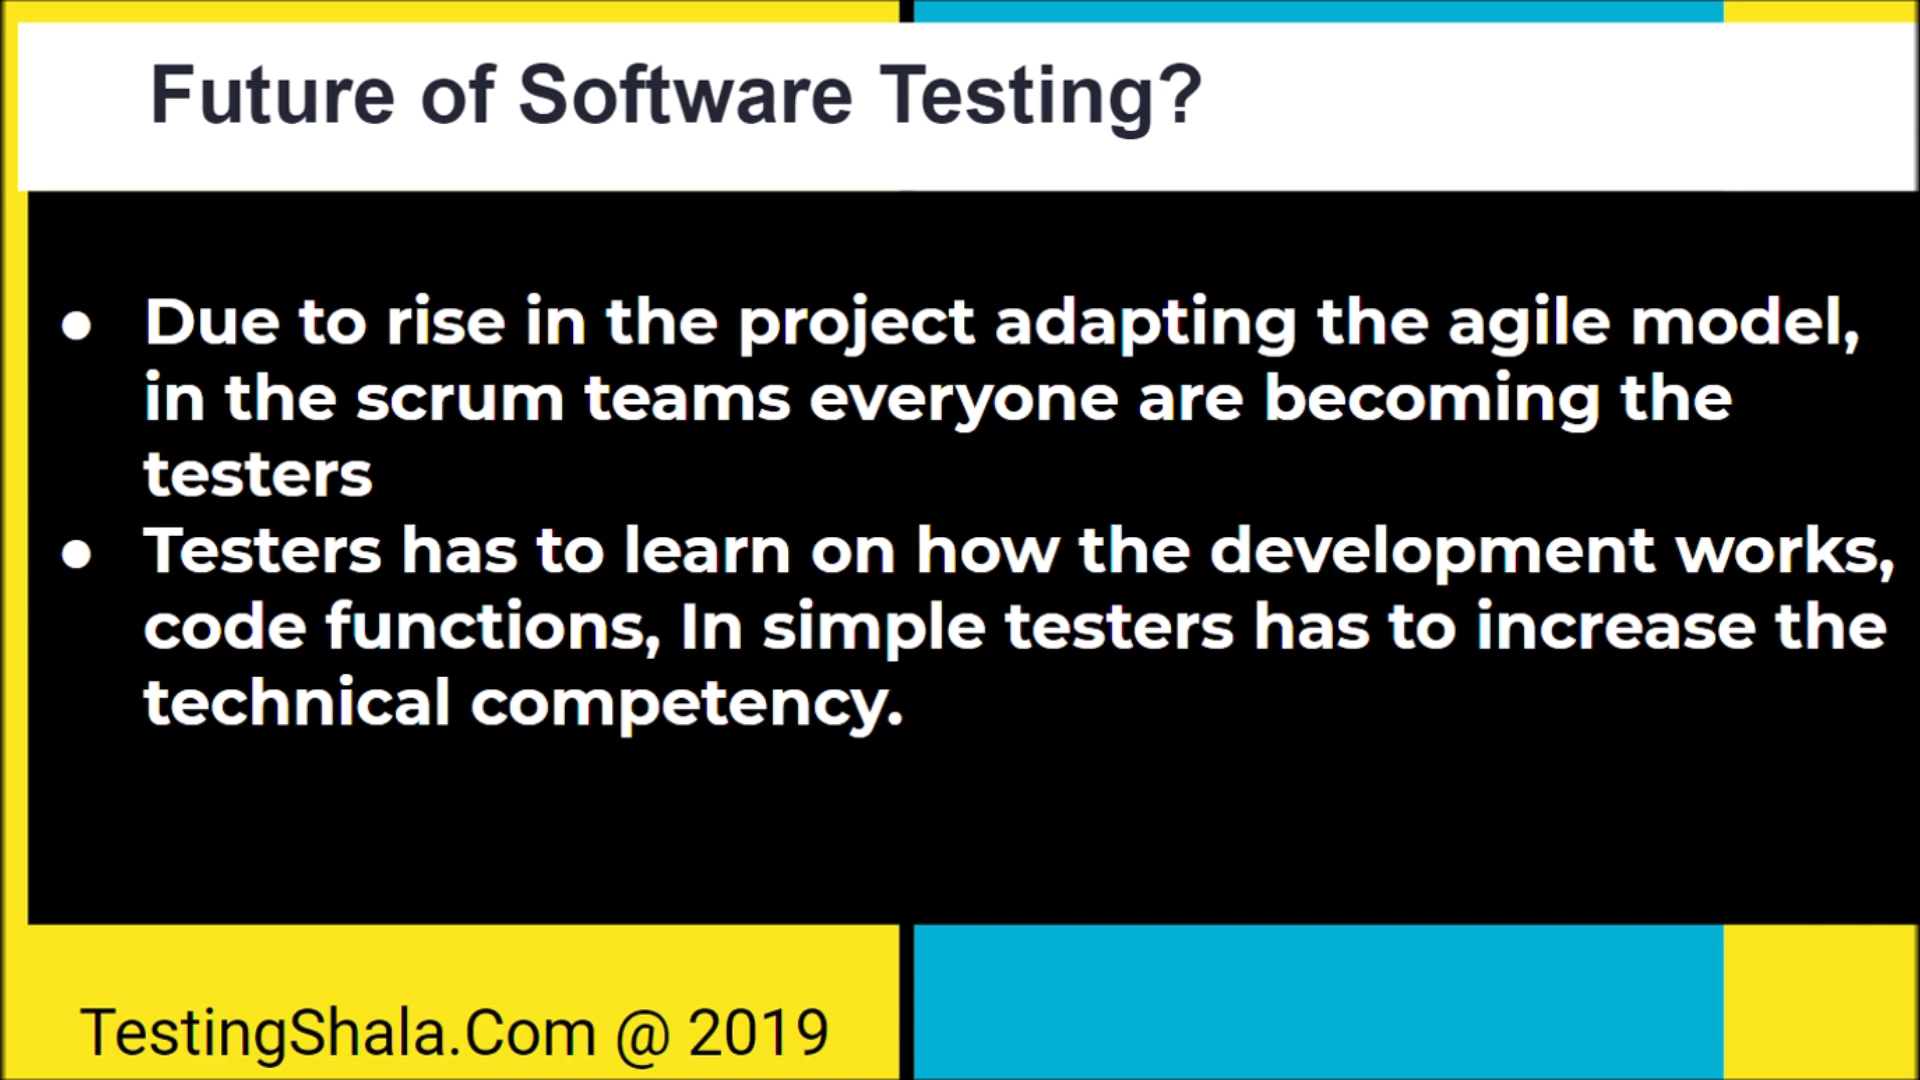 Future of Software Testing?
● Due to rise in the project adapting the agile model,
in the scrum teams everyone are becoming the
testers
● Testers has to learn on how the development works,
code functions, In simple testers has to increase the
technical competency.
TestingShala.Com @ 2019